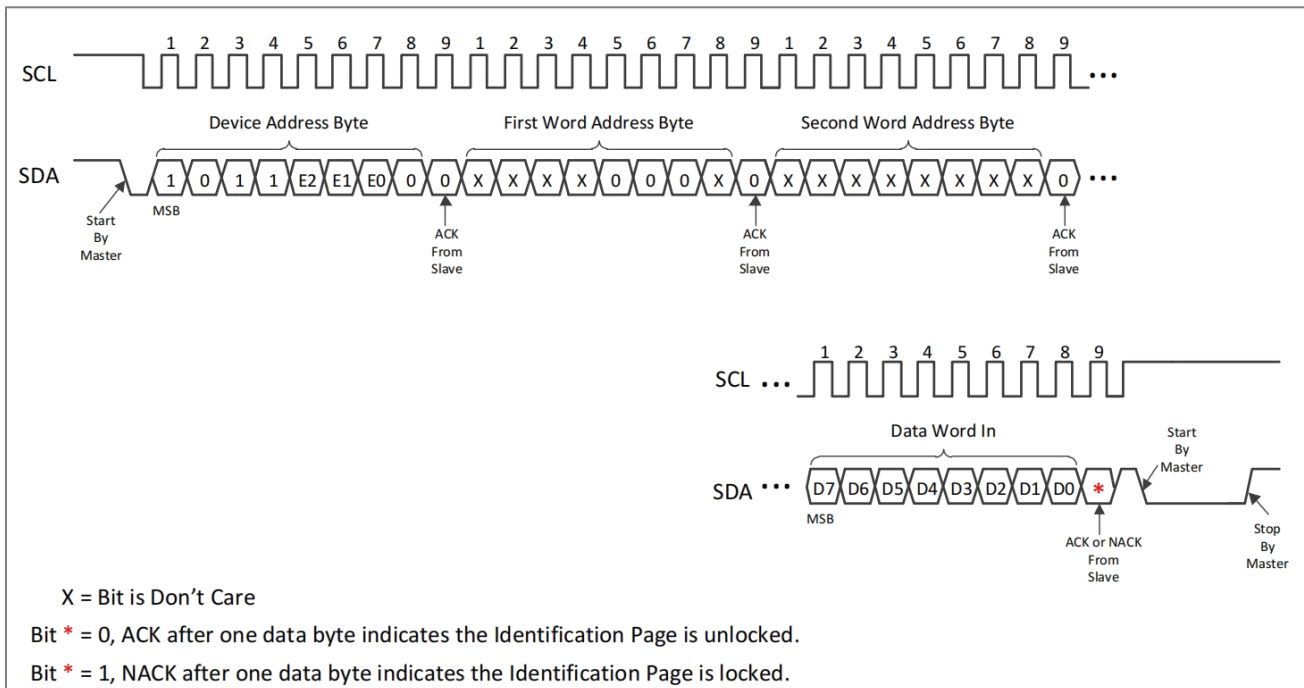 1 2 3 4 5 6 7 8 9 1 2 3 4 5 6 7 8 9 1 2 3 4 5 6 7 8 9
SCL ...
Device Address Byte First Word Address Byte Second Word Address Byte
SDA 1 0 1 1 E2 E1 E0 0 0 X X X X 0 0 0 X 0 X X X X X X X X 0 ...
MSB
Start
By
Master
ACK
From
Slave
ACK
From
Slave
ACK
From
Slave
1 2 3 4 5 6 7 8 9
SCL ...
Data Word In
Start
By
Master
SDA ... D7 D6 D5 D4 D3 D2 D1 D0 *
MSB
ACK or NACK
From
Slave
Stop
By
Master
X = Bit is Don't Care
Bit * = 0, ACK after one data byte indicates the Identification Page is unlocked.
Bit * = 1, NACK after one data byte indicates the Identification Page is locked.